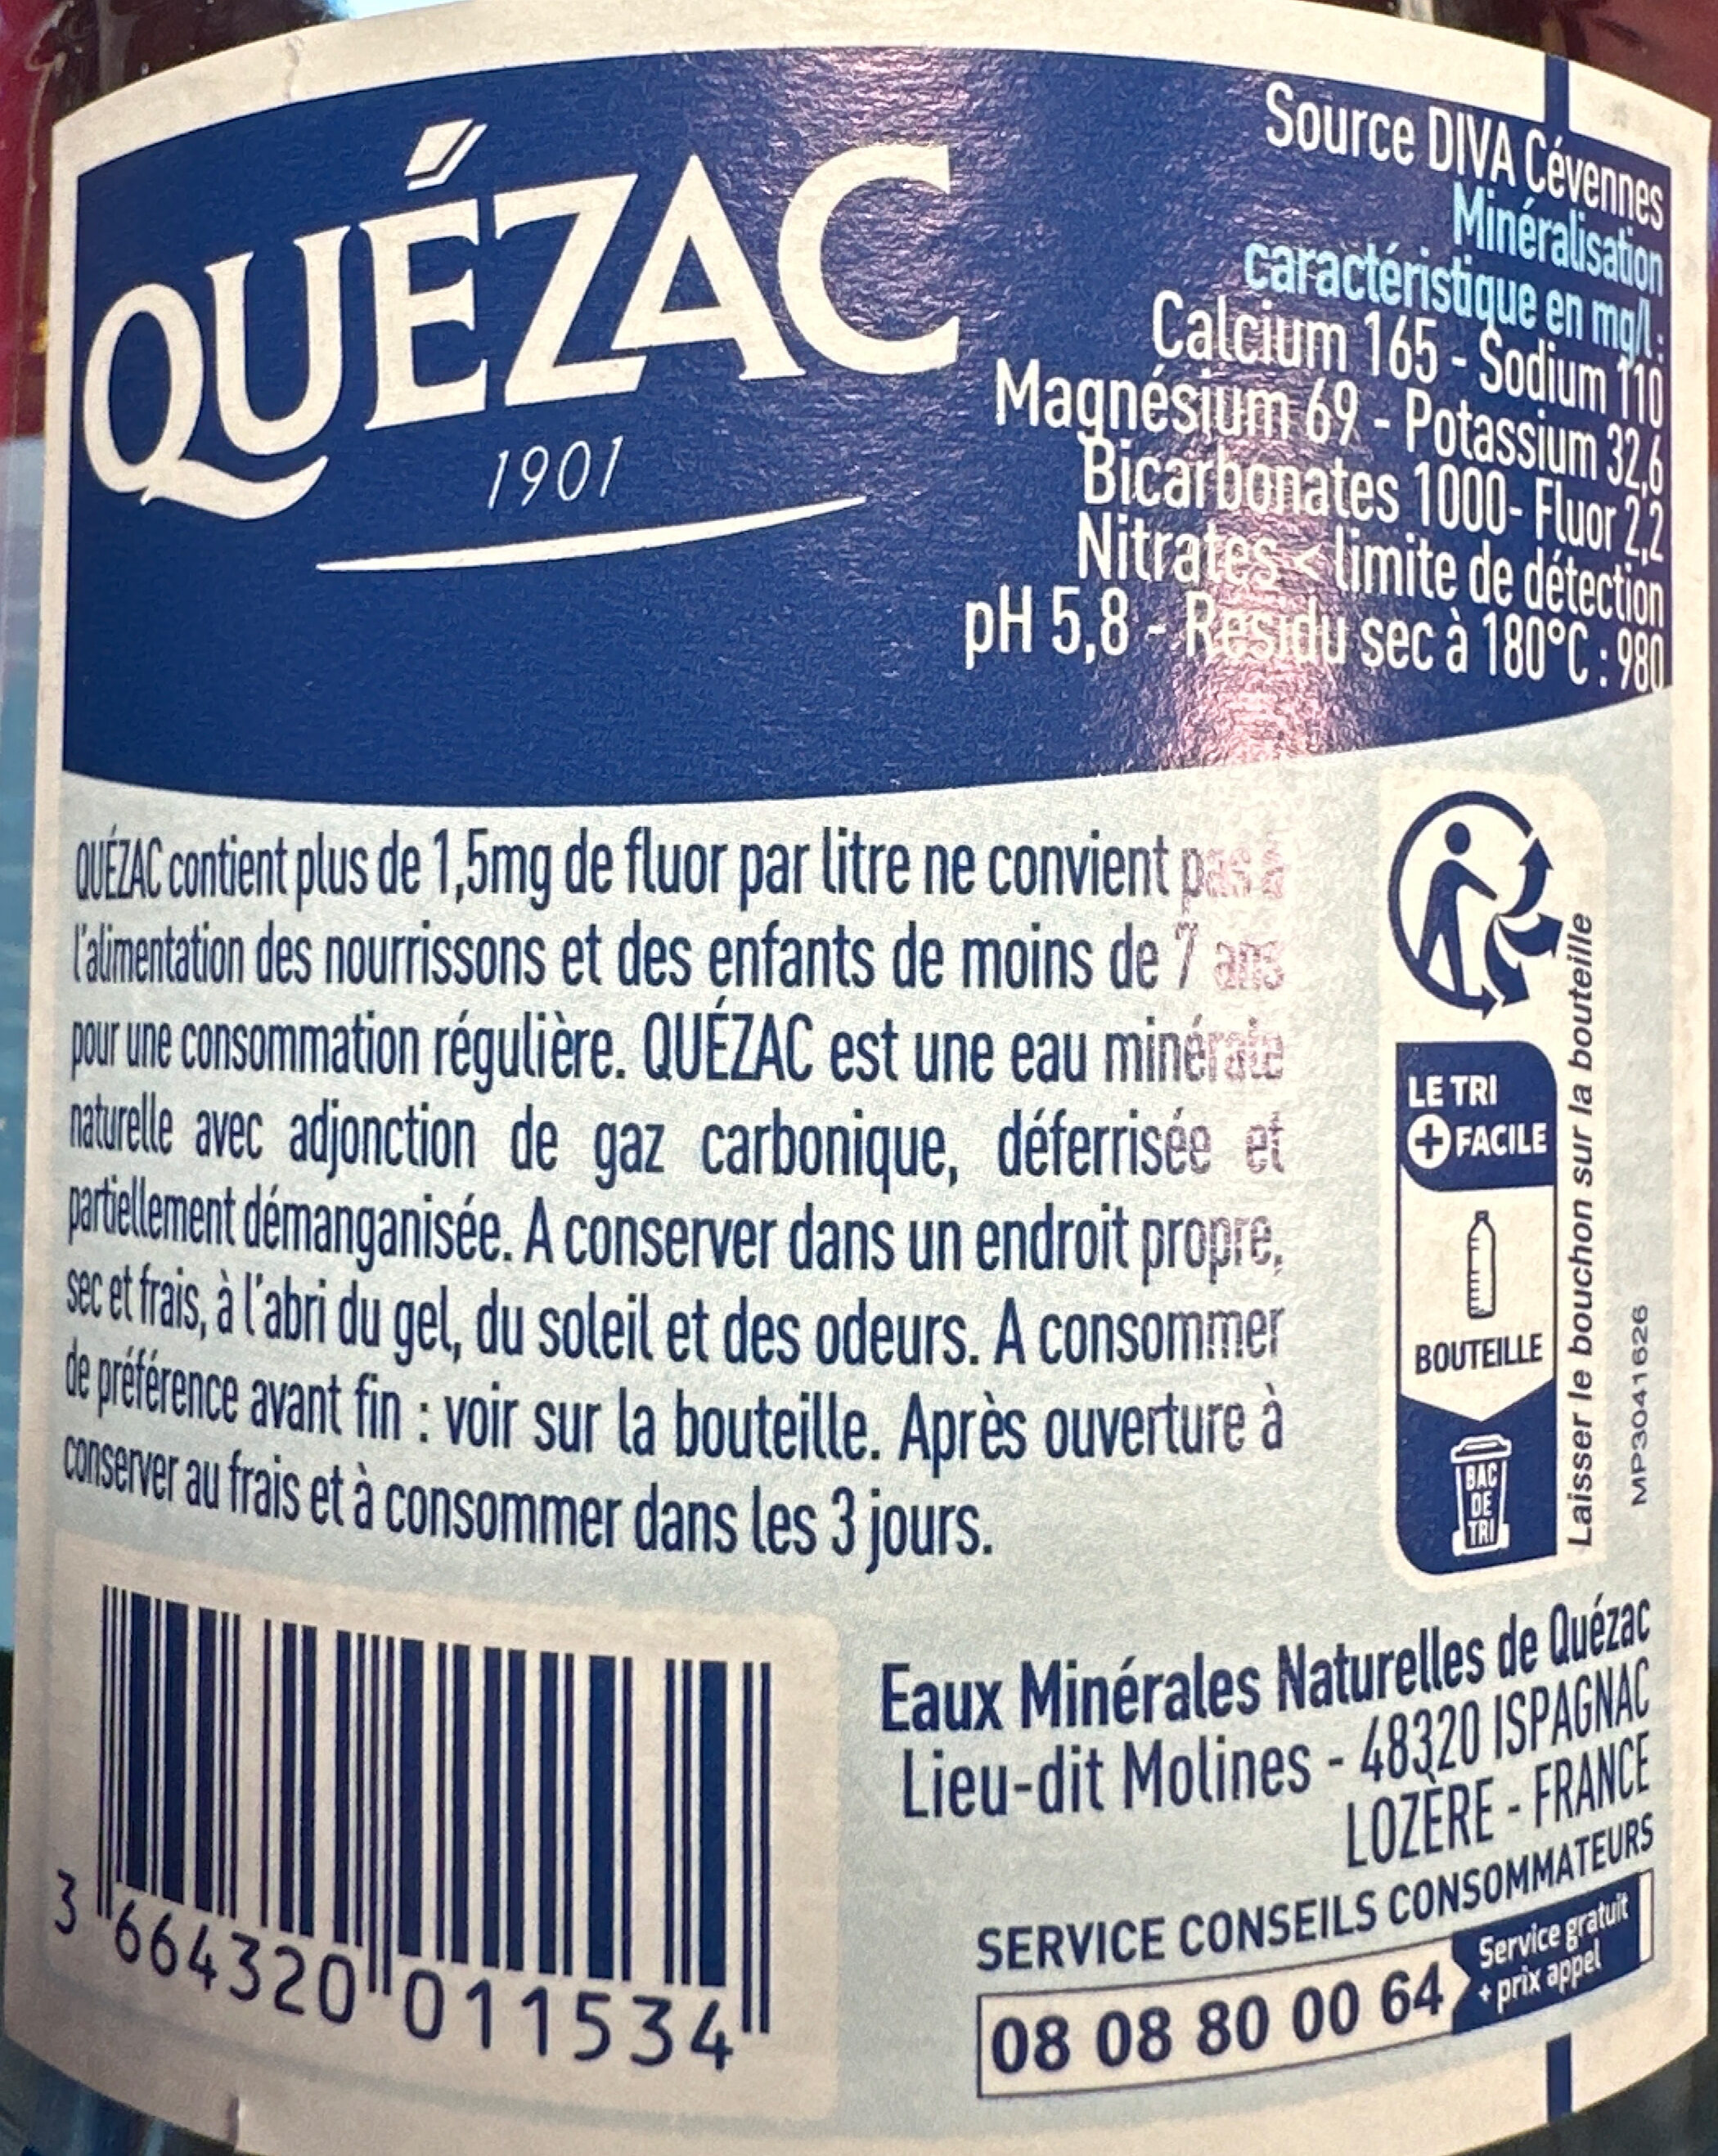 QUÉZAC
1901
Source DIVA Cévennes
Minéralisation
caractéristique en mg/l :
Calcium 165 - Sodium 110
Magnésium 69 - Potassium 32,6
Bicarbonates 1000- Fluor 2,2
Nitrates < limite de détection
pH 5,8 - Residu sec à 180°C : 980
QUÉZAC contient plus de 1,5mg de fluor par litre ne convient pas à
l'alimentation des nourrissons et des enfants de moins de 7 ans
pour une consommation régulière. QUÉZAC est une eau minérale
naturelle avec adjonction de gaz carbonique, déferrisée et
partiellement démanganisée. A conserver dans un endroit propre,
sec et frais, à l'abri du gel, du soleil et des odeurs. A consommer
de préférence avant fin : voir sur la bouteille. Après ouverture à
conserver au frais et à consommer dans les 3 jours.
LE TRI
+ FACILE
BOUTEILLE
BAC
DE
TRI
Laisser le bouchon sur la bouteille
MP3041626
3 664320 011534
Eaux Minérales Naturelles de Quézac
Lieu-dit Molines - 48320 ISPAGNAC
LOZÈRE - FRANCE
SERVICE CONSEILS CONSOMMATEURS
08 08 80 00 64
Service gratuit
+ prix appel